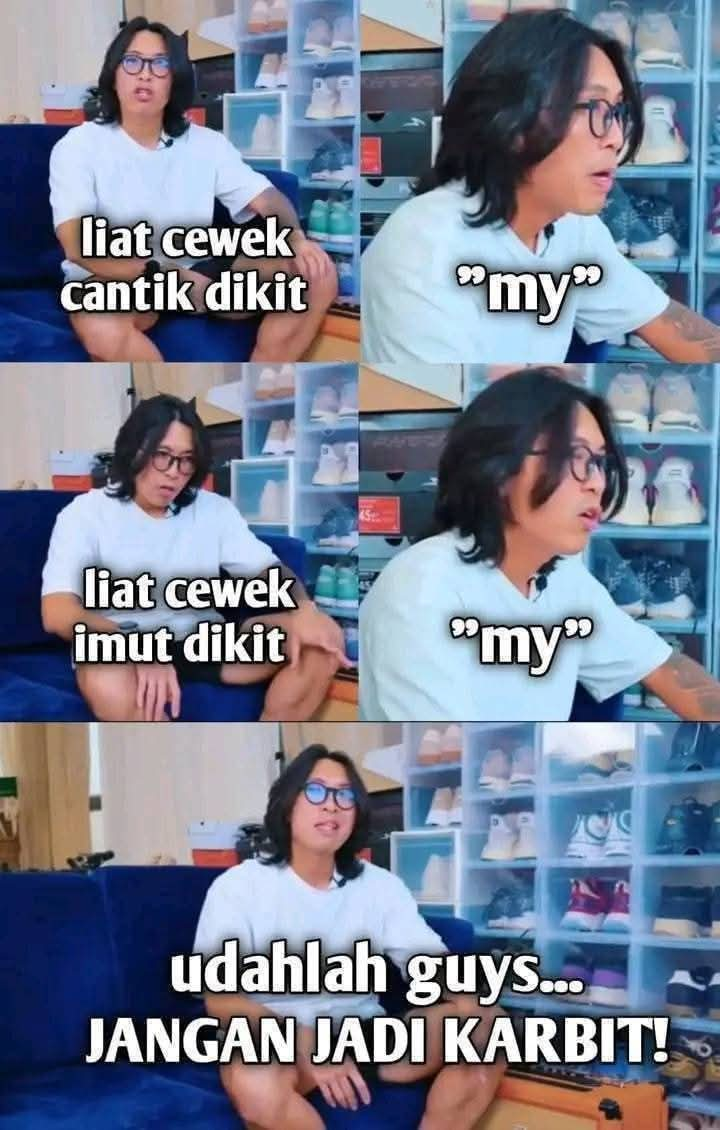 liat cewek
cantik dikit
”my”
liat cewek
imut dikit
”my”
udahlah guys...
JANGAN JADI KARBIT!